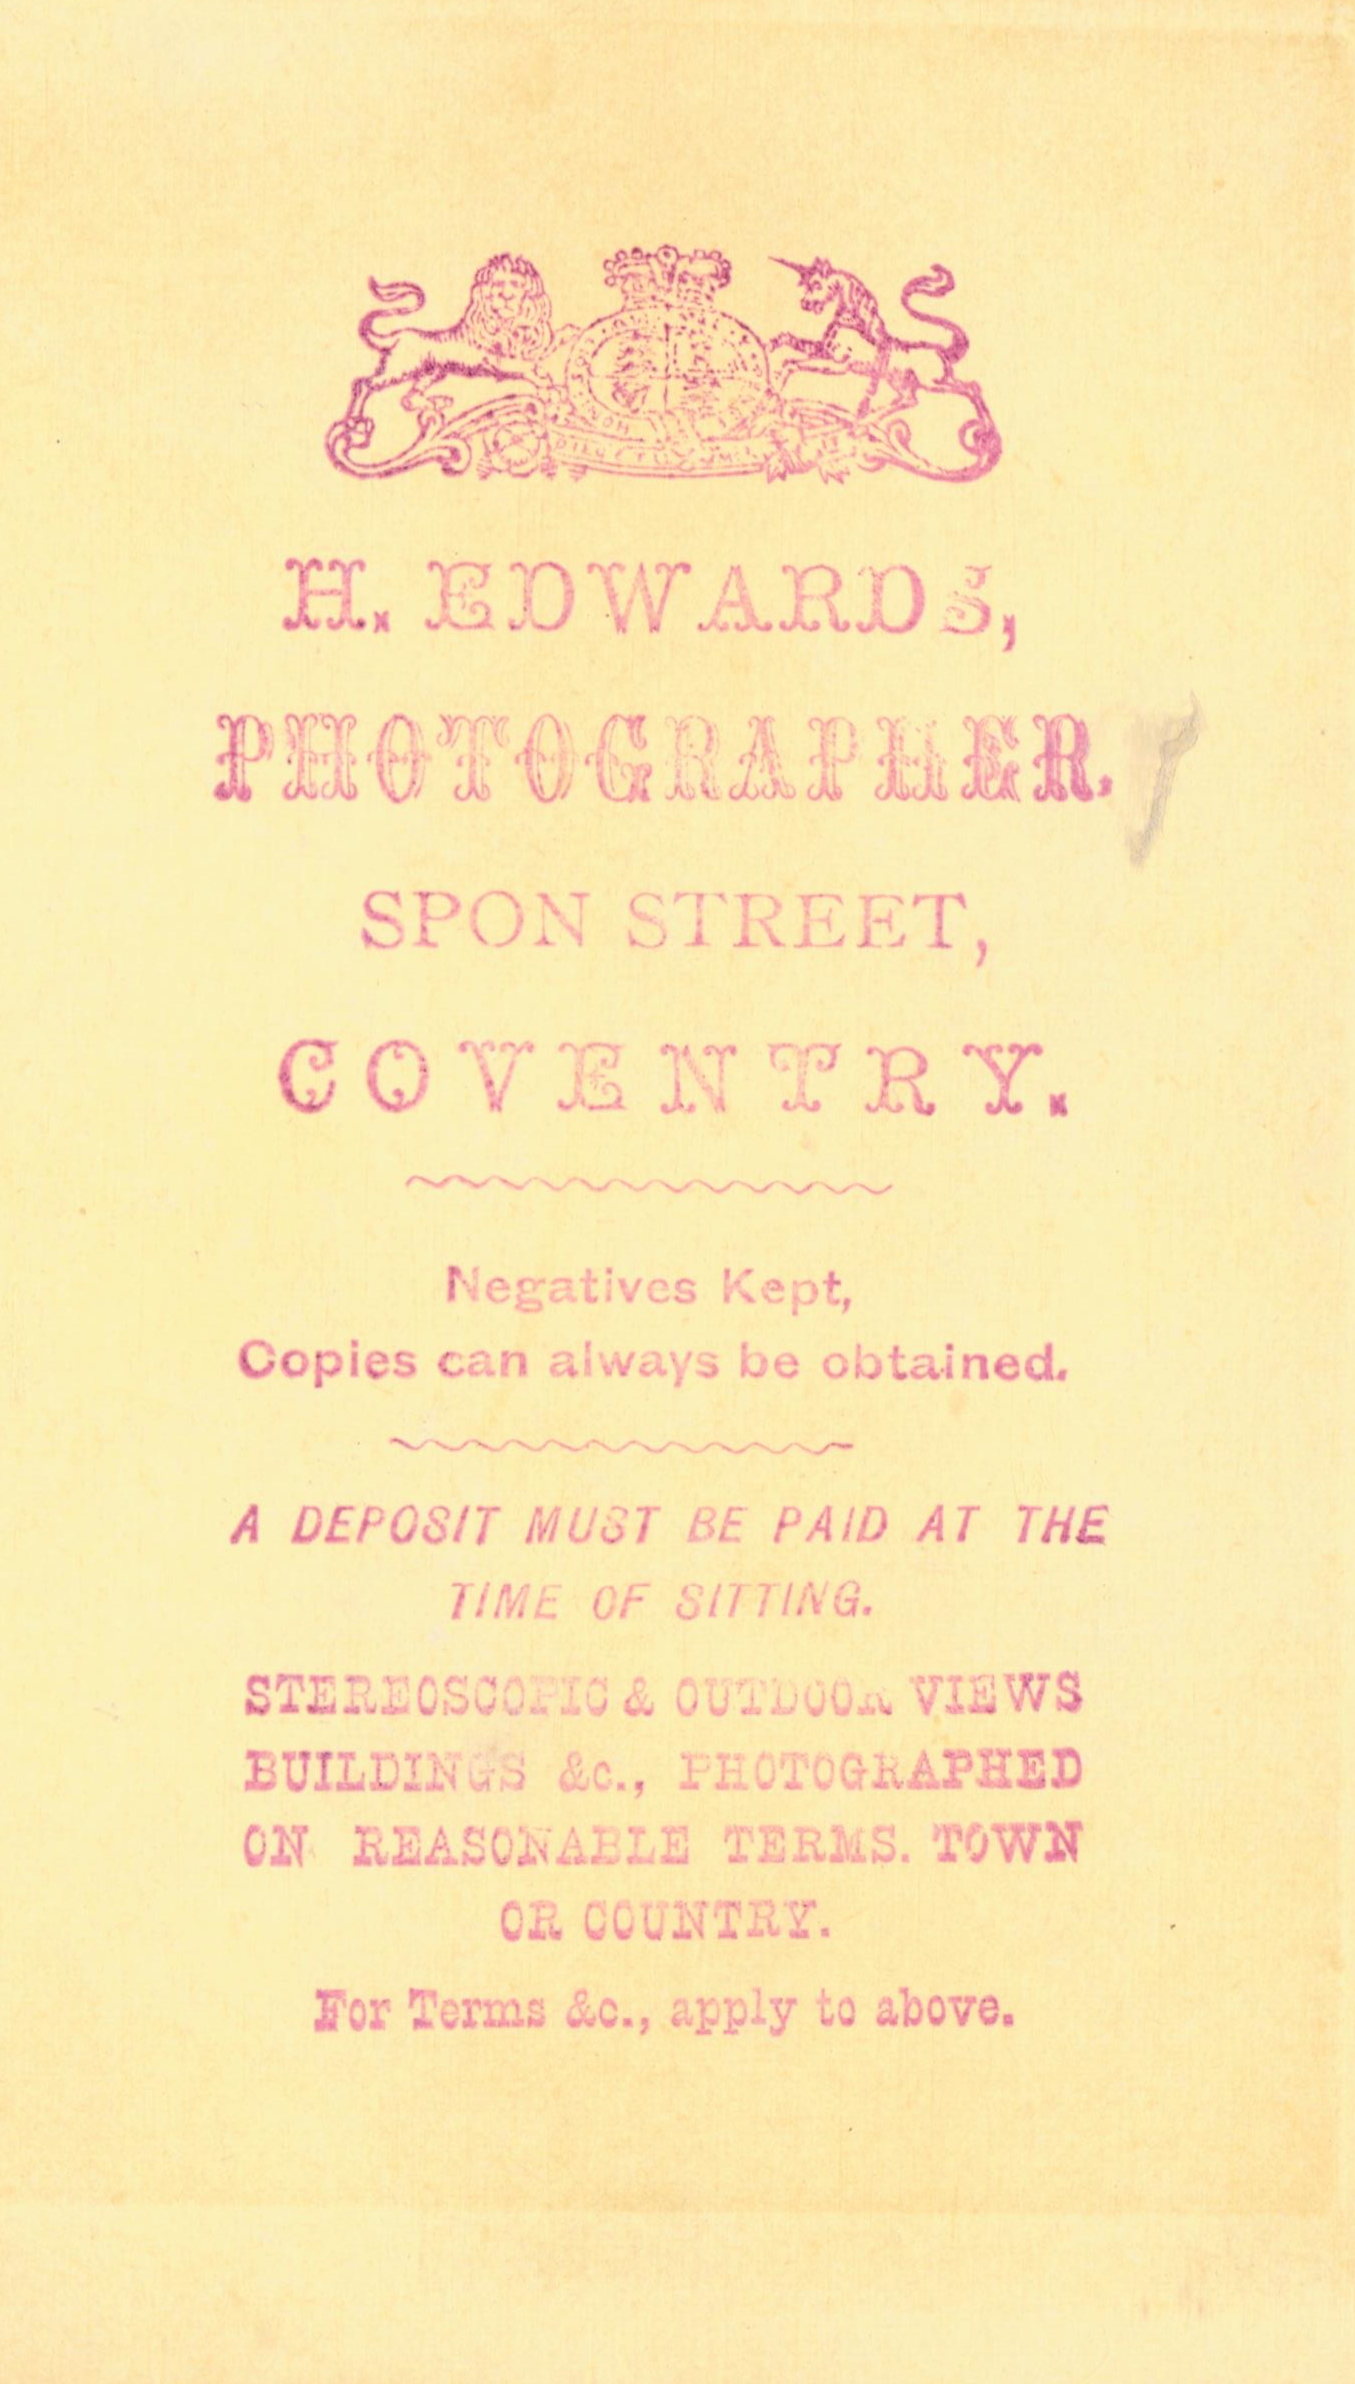 H. EDWARDS,
PHOTOGRAPHER,
SPON STREET,
COVENTRY.
Negatives Kept,
Copies can always be obtained.
A DEPOSIT MUST BE PAID AT THE
TIME OF SITTING.
STEREOSCOPIC & OUTDOOR VIEWS
BUILDINGS &c., PHOTOGRAPHED
ON REASONABLE TERMS. TOWN
OR COUNTRY.
For Terms &c., apply to above.